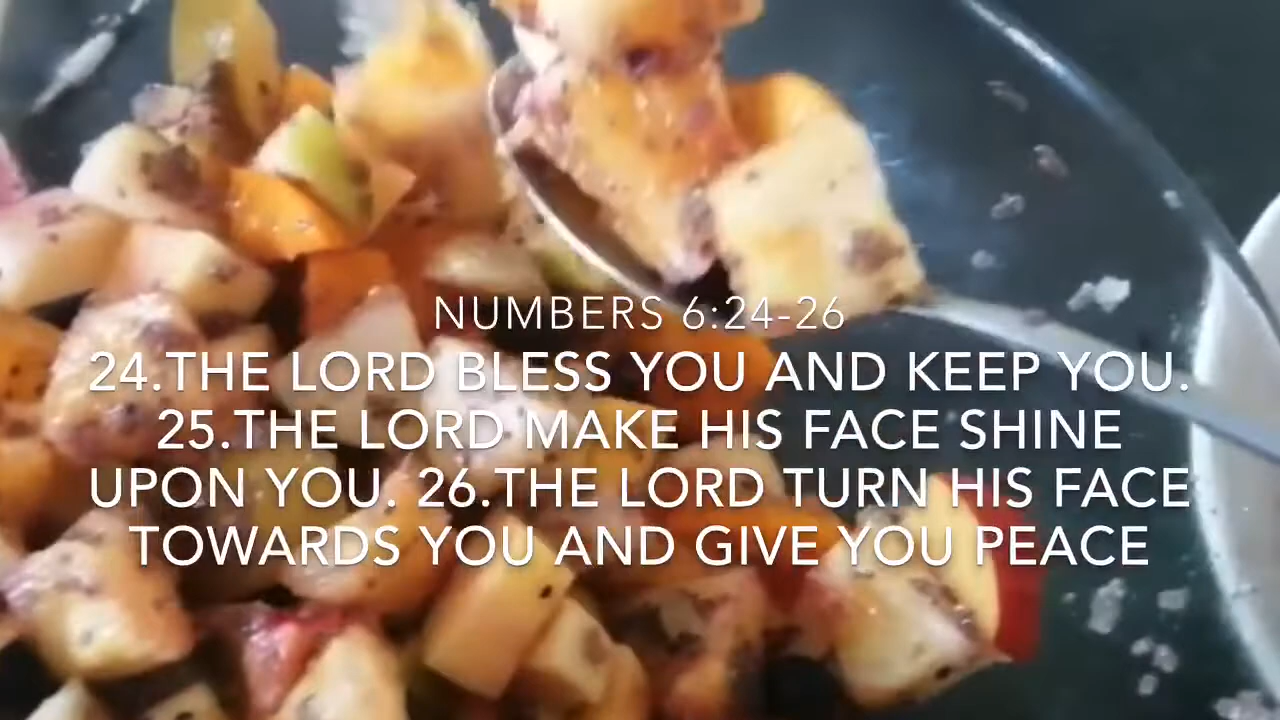 NUMBERS 6:24-26
24.THE LORD BLESS YOU AND KEEP YOU.
25.THE LORD MAKE HIS FACE SHINE
UPON YOU. 26.THE LORD TURN HIS FACE
TOWARDS YOU AND GIVE YOU PEACE